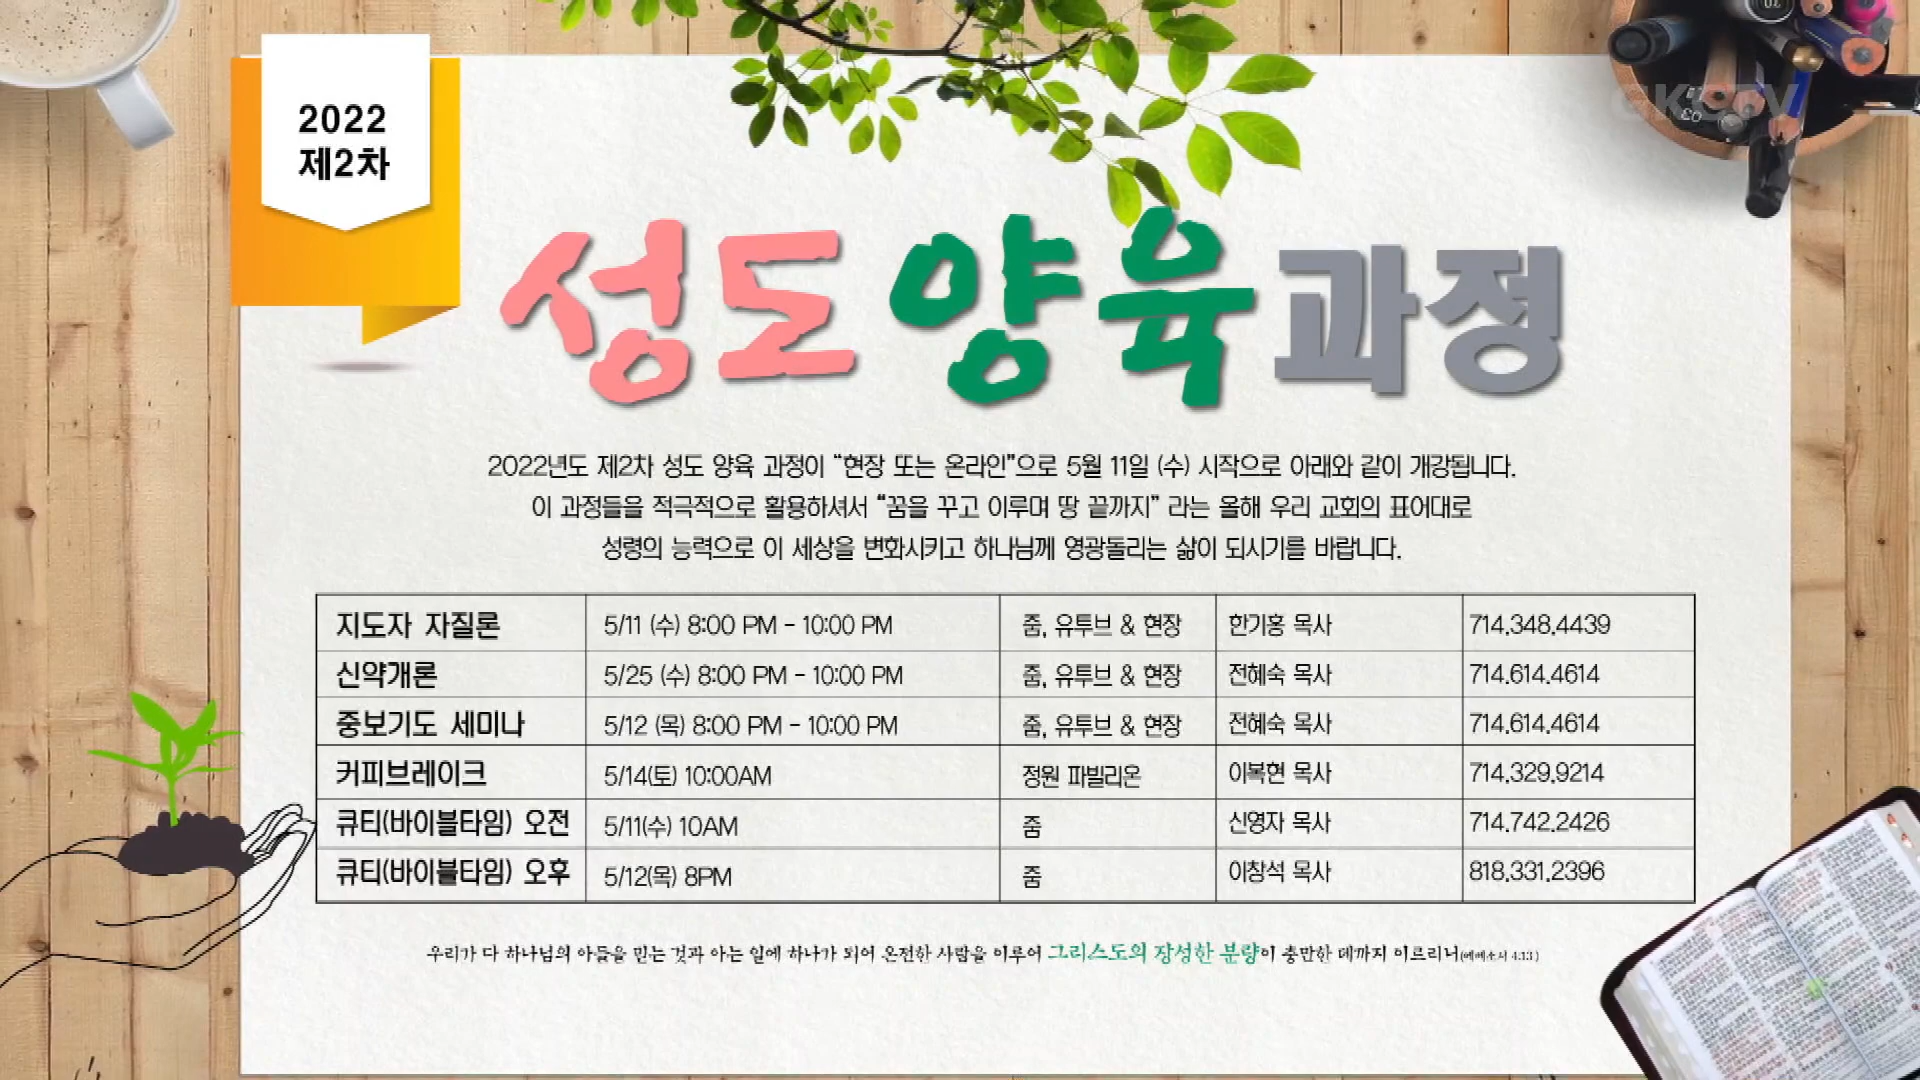 2022
제2차
성도양육과정
2022년도 제2차 성도 양육 과정이 “현장 또는 온라인”으로 5월 11일 (수) 시작으로 아래와 같이 개강됩니다.
이 과정들을 적극적으로 활용하셔서 “꿈을 꾸고 이루며 땅 끝까지” 라는 올해 우리 교회의 표어대로
성령의 능력으로 이 세상을 변화시키고 하나님께 영광돌리는 삶이 되시기를 바랍니다.
지도자 자질론 5/11 (수) 8:00 PM - 10:00 PM 줌, 유투브 & 현장 한기홍 목사 714.348.4439
신약개론 5/25 (수) 8:00 PM - 10:00 PM 줌, 유투브 & 현장 전혜숙 목사 714.614.4614
중보기도 세미나 5/12 (목) 8:00 PM - 10:00 PM 줌, 유투브 & 현장 전혜숙 목사 714.614.4614
커피브레이크 5/14(토) 10:00AM 정원 파빌리온 이복현 목사 714.329.9214
큐티(바이블타임) 오전 5/11(수) 10AM 줌 신영자 목사 714.742.2426
큐티(바이블타임) 오후 5/12(목) 8PM 줌 이창석 목사 818.331.2396
우리가 다 하나님의 아들을 믿는 것과 아는 일에 하나가 되어 온전한 사람을 이루어 그리스도의 장성한 분량이 충만한 데까지 이르리니(에베소서 4:13)